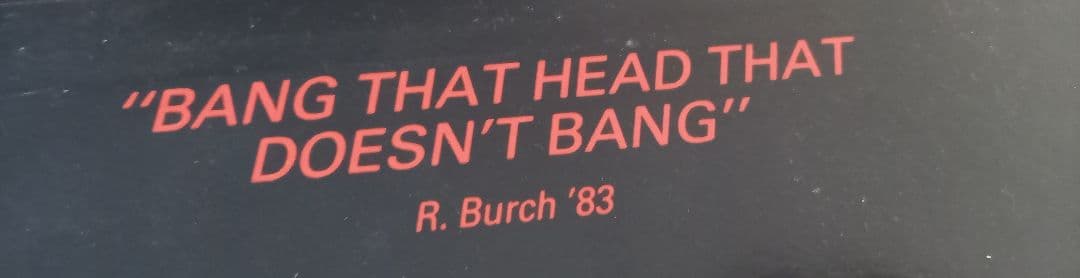 "BANG THAT HEAD THAT
DOESN'T BANG"
R. Burch '83